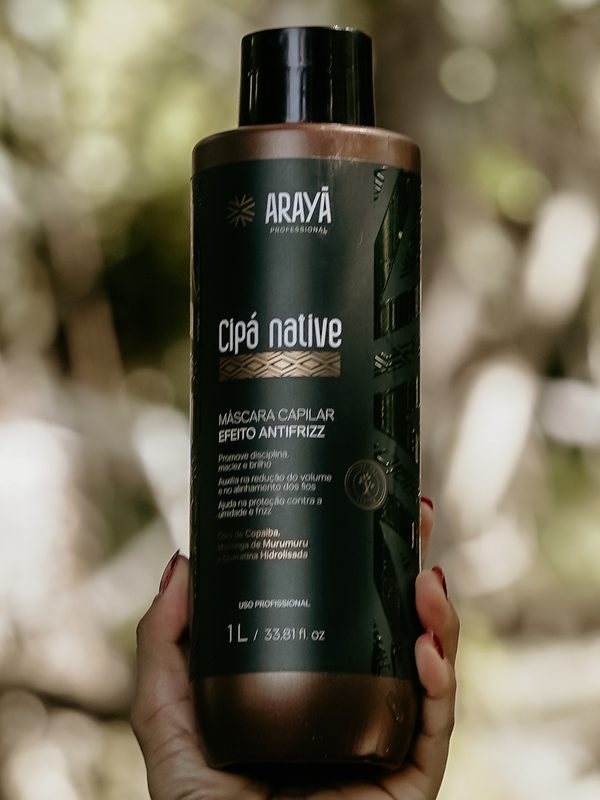 ARAYÃ
PROFESSIONAL
Cipá native
MÁSCARA CAPILAR
EFEITO ANTIFRIZZ
Promove disciplina,
maciez e brilho
Auxilia na redução do volume
e no alinhamento dos fios
Ajuda na proteção contra a
umidade e frizz
Óleo de Copaíba,
Manteiga de Murumuru
e Queratina Hidrolisada
USO PROFISSIONAL
1 L / 33.81 fl. oz